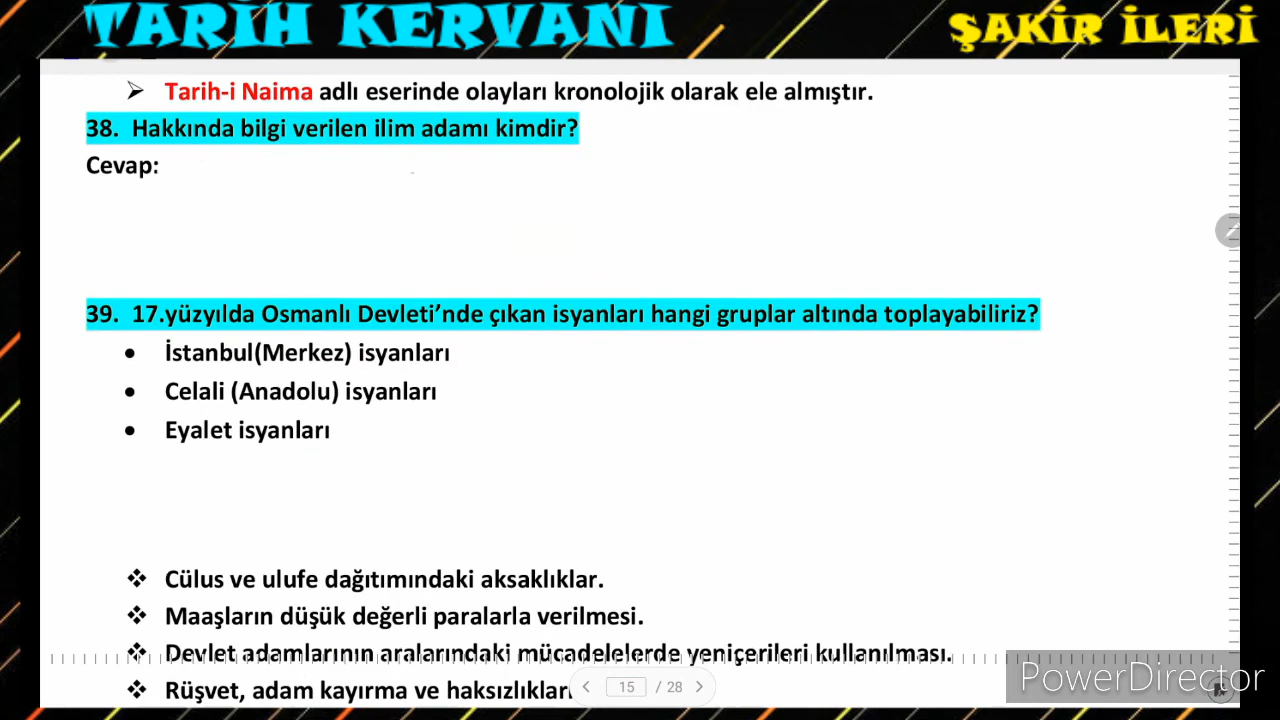 TARİH KERVANI
ŞAKİR İLERİ
➢ Tarih-i Naima adlı eserinde olayları kronolojik olarak ele almıştır.
38. Hakkında bilgi verilen ilim adamı kimdir?
Cevap:
39. 17.yüzyılda Osmanlı Devleti’nde çıkan isyanları hangi gruplar altında toplayabiliriz?
• İstanbul(Merkez) isyanları
• Celali (Anadolu) isyanları
• Eyalet isyanları
❖ Cülus ve ulufe dağıtımındaki aksaklıklar.
❖ Maaşların düşük değerli paralarla verilmesi.
❖ Devlet adamlarının aralarındaki mücadelelerde yeniçerileri kullanılması.
❖ Rüşvet, adam kayırma ve haksızlıkları
15 / 28
PowerDirector